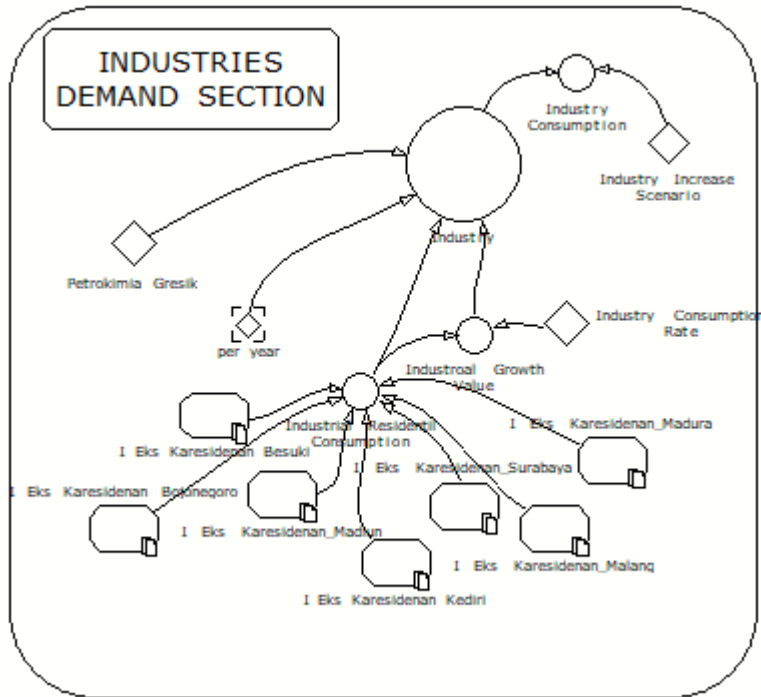 INDUSTRIES
DEMAND SECTION
Industry
Consumption
Industry Increase
Scenario
Industry
Petrokimia Gresik
per year
Industry Consumption
Rate
Industroal Growth
Value
Industrial Residentil
Consumption
I Eks Karesidenan_Madura
I Eks Karesidenan Besuki
I Eks Karesidenan_Surabaya
I Eks Karesidenan Bojonegoro
I Eks Karesidenan_Madiun
I Eks Karesidenan_Malang
I Eks Karesidenan Kediri